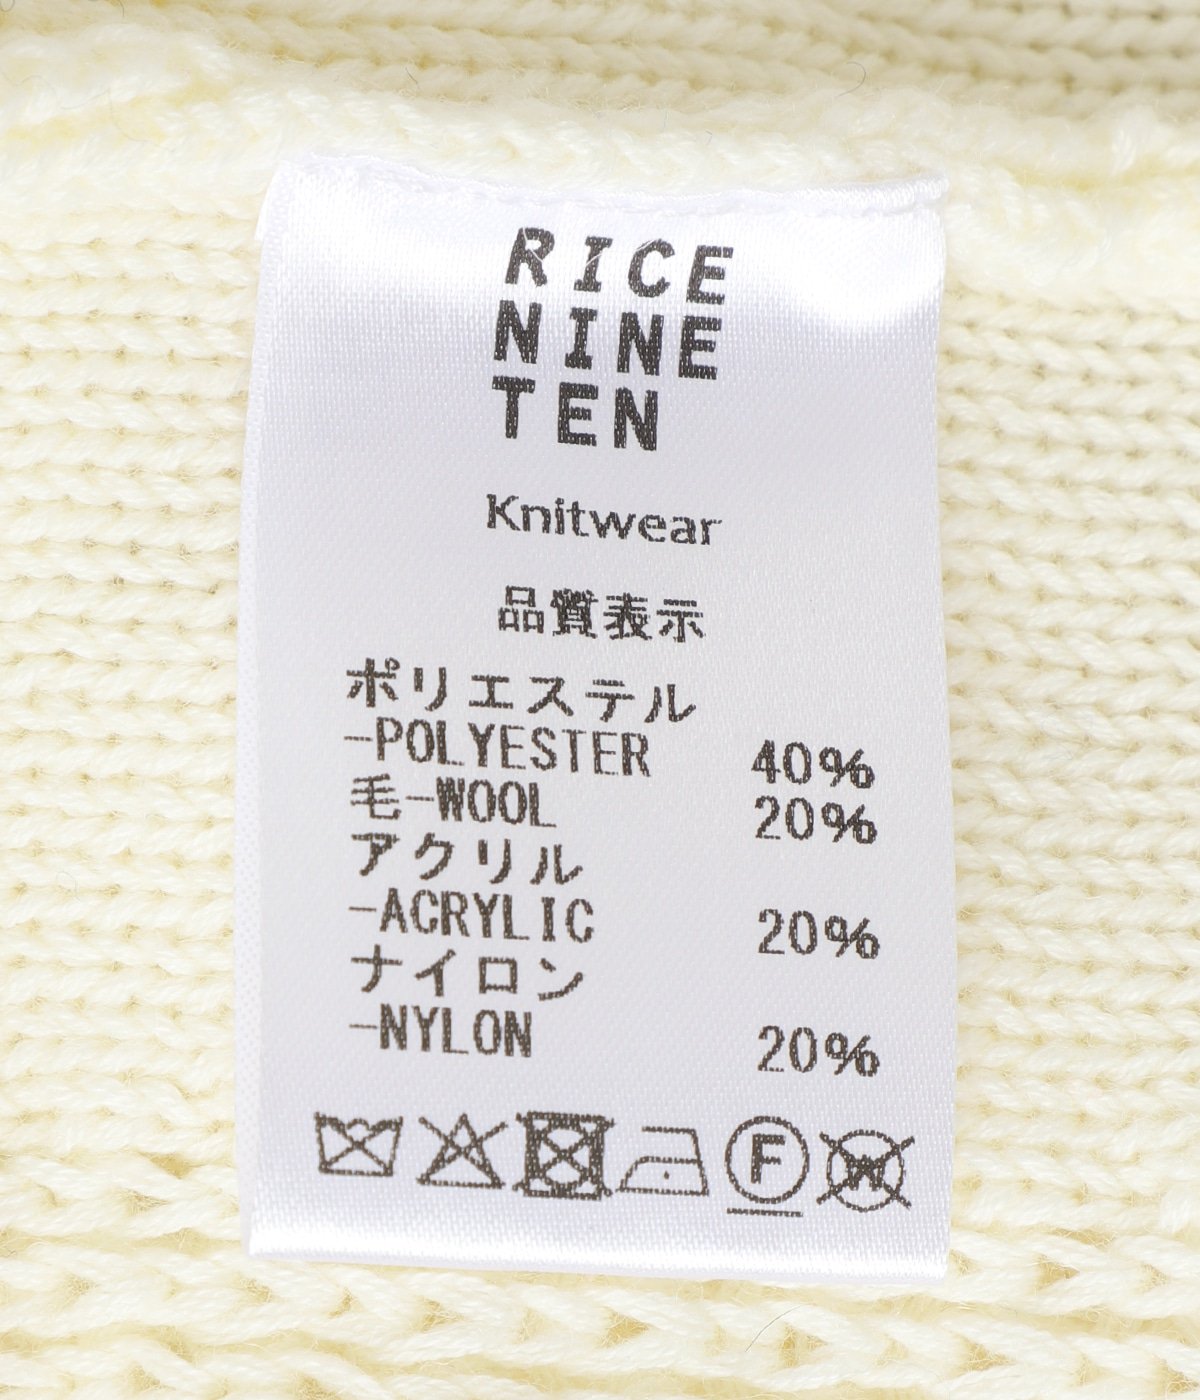 RICE
NINE
TEN
Knitwear
品質表示
ポリエステル
-POLYESTER 40%
毛-WOOL 20%
アクリル
-ACRYLIC 20%
ナイロン
-NYLON 20%
F W